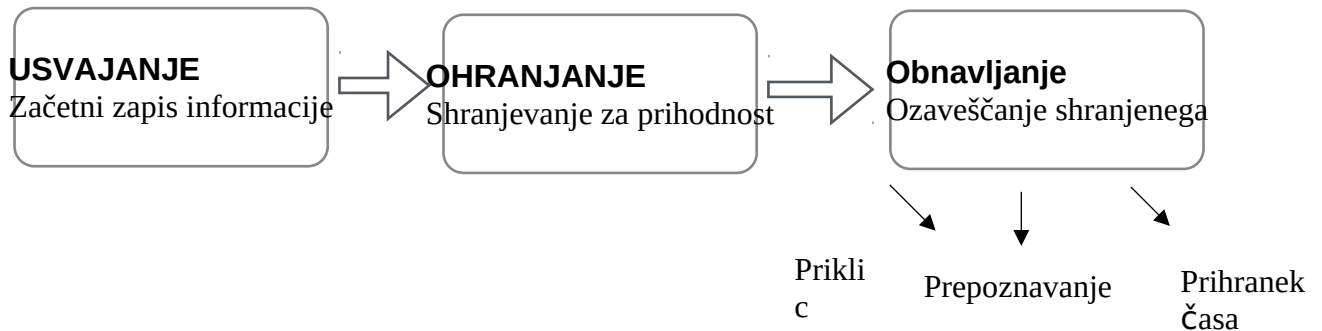 USVAJANJE
Začetni zapis informacije
OHRANJANJE
Shranjevanje za prihodnost
Obnavljanje
Ozaveščanje shranjenega
Prikli
c
Prepoznavanje
Prihranek
časa